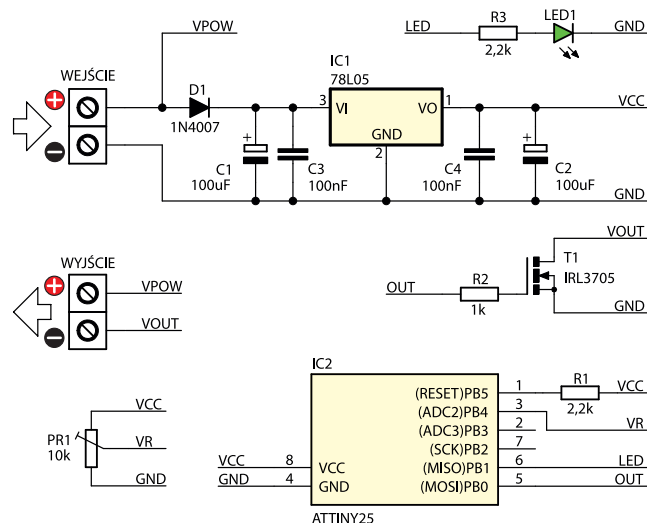 VPOW
LED
R3
2,2k
LED1
GND
WEJŚCIE
D1
1N4007
IC1
78L05
3
VI
VO
1
GND
2
VCC
+
C1
100uF
C3
100nF
C4
100nF
+
C2
100uF
GND
WYJŚCIE
VPOW
VOUT
OUT
R2
1k
VOUT
T1
IRL3705
GND
IC2
(RESET)PB5
1
R1
2,2k
VCC
(ADC2)PB4
3
VR
(ADC3)PB3
2
(SCK)PB2
7
(MISO)PB1
6
LED
(MOSI)PB0
5
OUT
VCC
8
VCC
GND
4
GND
ATTINY25
VCC
PR1
10k
VR
GND